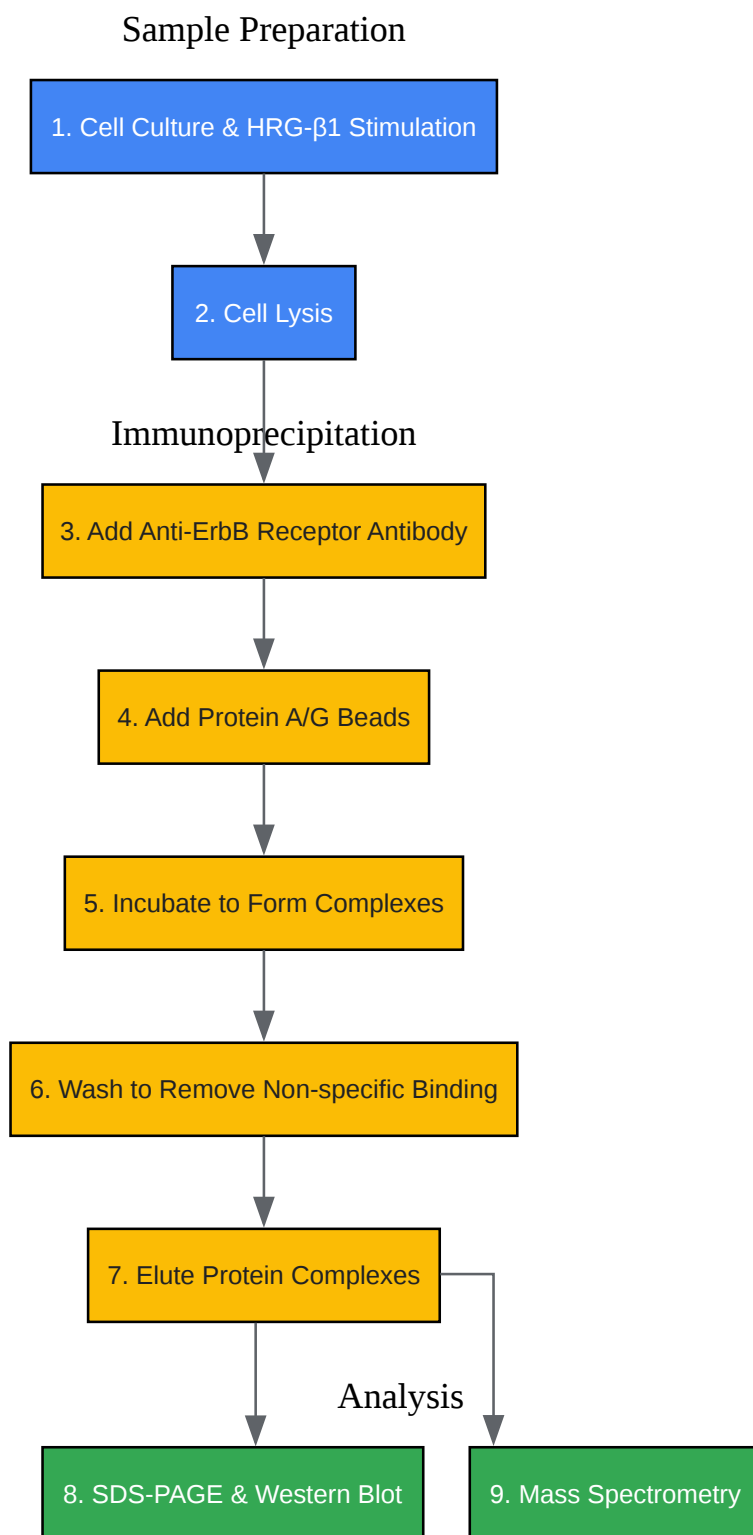 Sample Preparation
1. Cell Culture & HRG-β1 Stimulation
2. Cell Lysis
Immunoprecipitation
3. Add Anti-ErbB Receptor Antibody
4. Add Protein A/G Beads
5. Incubate to Form Complexes
6. Wash to Remove Non-specific Binding
7. Elute Protein Complexes
Analysis
8. SDS-PAGE & Western Blot
9. Mass Spectrometry